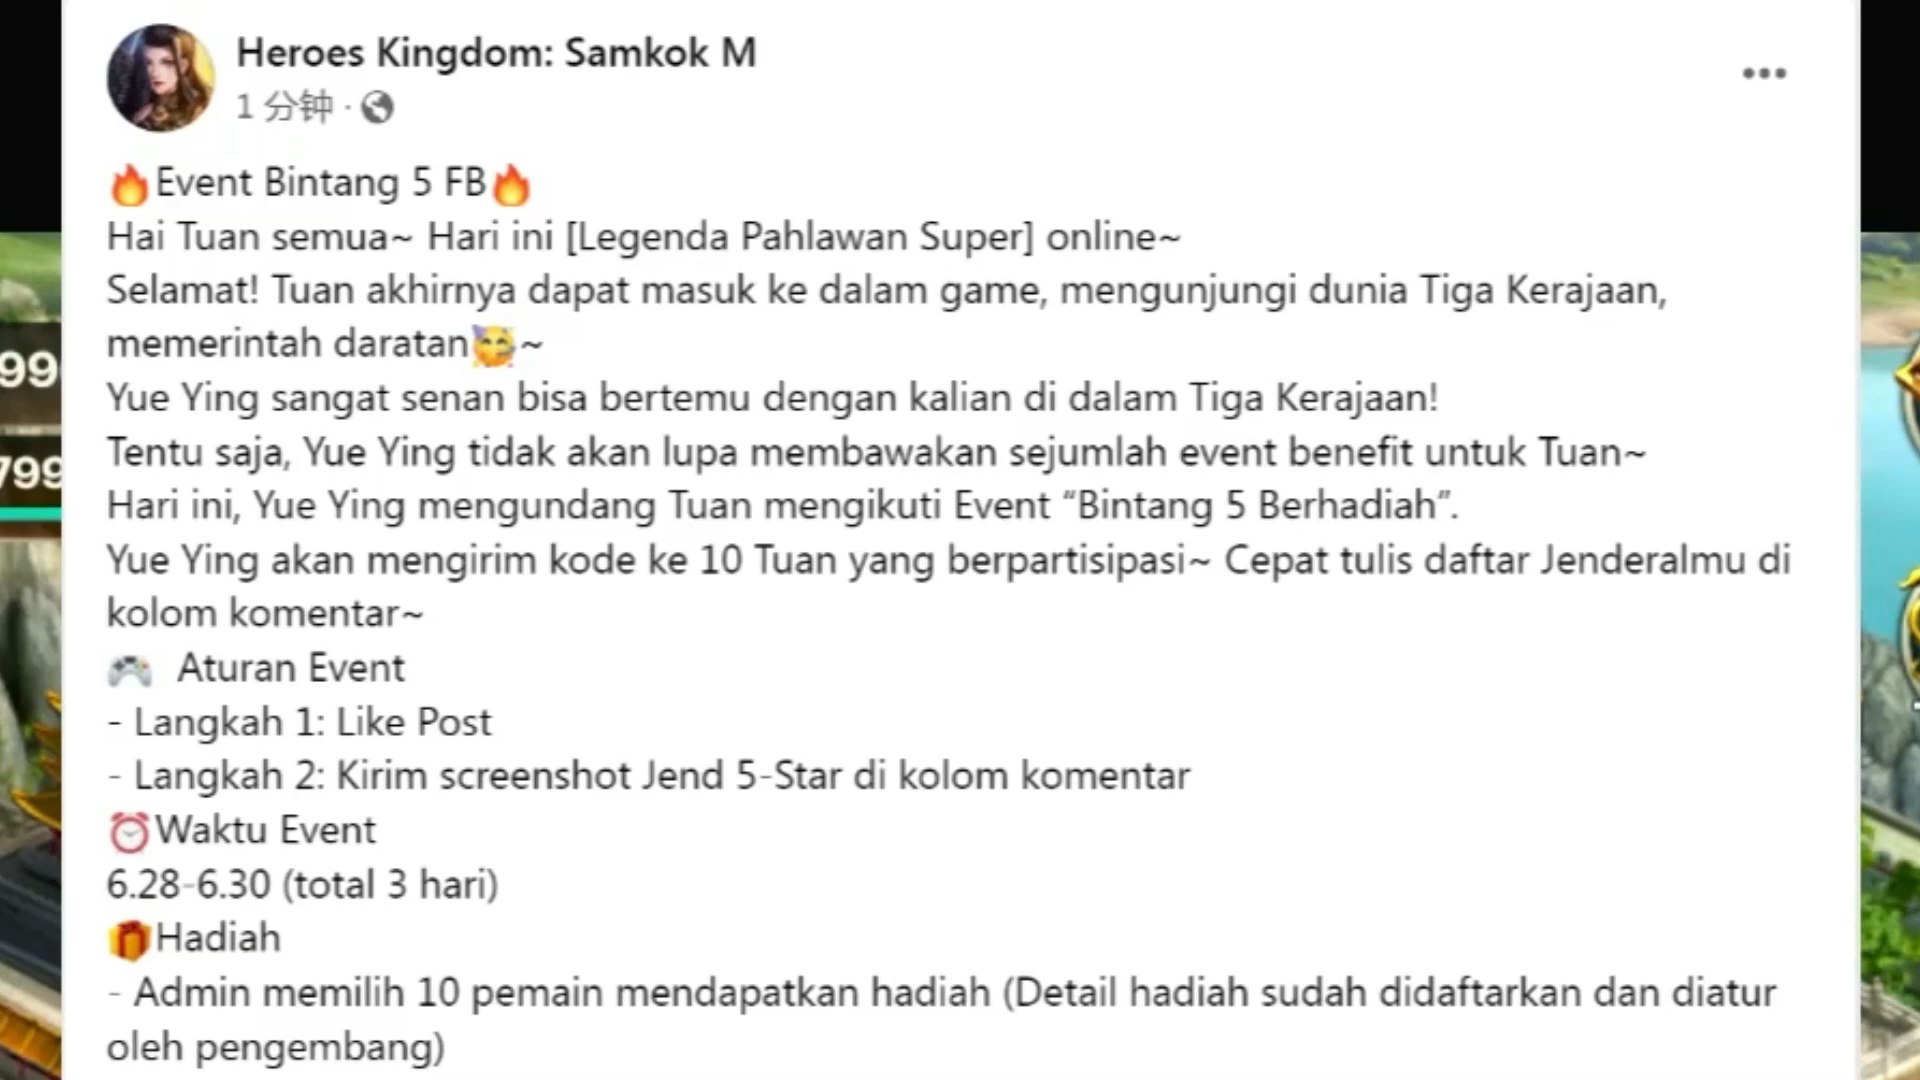 Heroes Kingdom: Samkok M
1 分钟 ·
🔥Event Bintang 5 FB🔥
Hai Tuan semua~ Hari ini [Legenda Pahlawan Super] online~
Selamat! Tuan akhirnya dapat masuk ke dalam game, mengunjungi dunia Tiga Kerajaan,
memerintah daratan🥳~
Yue Ying sangat senan bisa bertemu dengan kalian di dalam Tiga Kerajaan!
Tentu saja, Yue Ying tidak akan lupa membawakan sejumlah event benefit untuk Tuan~
Hari ini, Yue Ying mengundang Tuan mengikuti Event “Bintang 5 Berhadiah”.
Yue Ying akan mengirim kode ke 10 Tuan yang berpartisipasi~ Cepat tulis daftar Jenderalmu di
kolom komentar~
🎮 Aturan Event
- Langkah 1: Like Post
- Langkah 2: Kirim screenshot Jend 5-Star di kolom komentar
⏰Waktu Event
6.28-6.30 (total 3 hari)
🎁Hadiah
- Admin memilih 10 pemain mendapatkan hadiah (Detail hadiah sudah didaftarkan dan diatur
oleh pengembang)
99
799